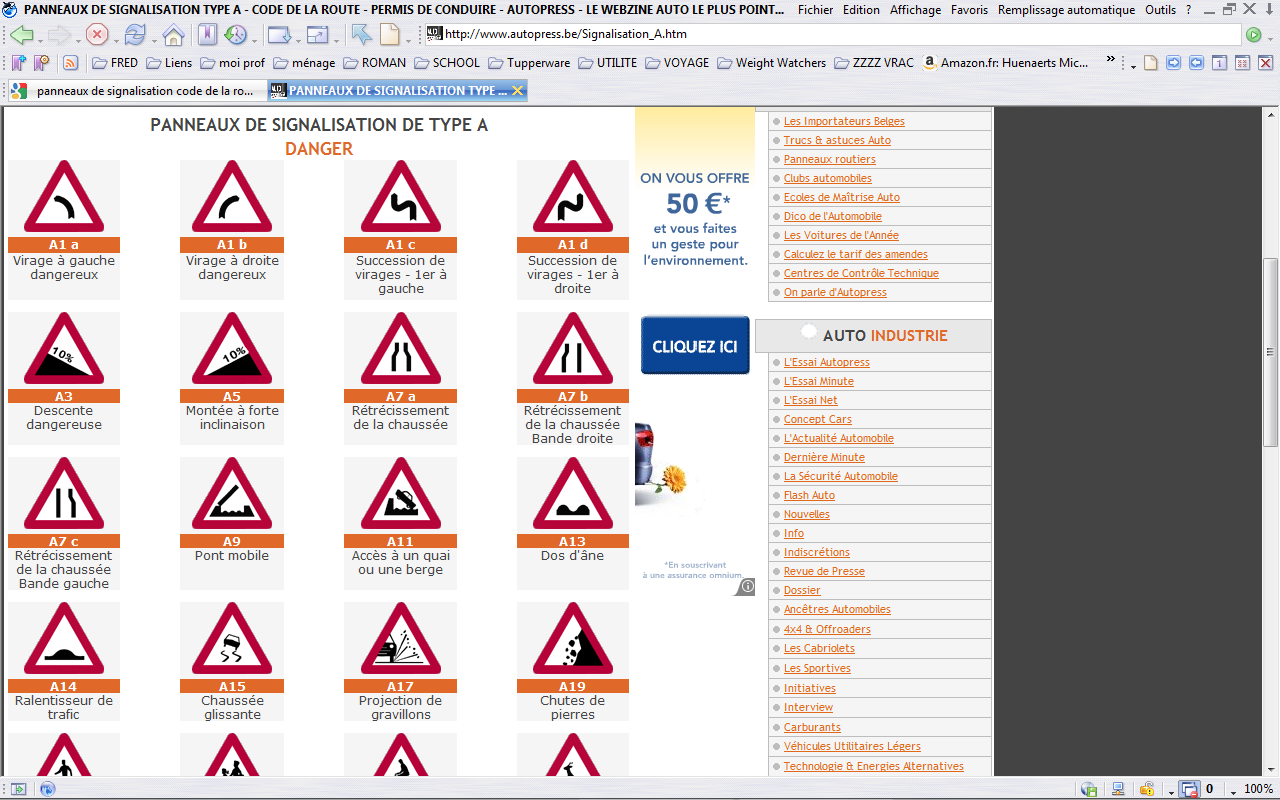 PANNEAUX DE SIGNALISATION TYPE A - CODE DE LA ROUTE - PERMIS DE CONDUIRE - AUTOPRESS - LE WEBZINE AUTO LE PLUS POINT...
Fichier Edition Affichage Favoris Remplissage automatique Outils ?
http://www.autopress.be/Signalisation_A.htm
FRED Liens moi prof ménage ROMAN SCHOOL Tupperware UTILITE VOYAGE Weight Watchers ZZZZ VRAC Amazon.fr: Huenaerts Mic... »
panneaux de signalisation code de la ro...
PANNEAUX DE SIGNALISATION TYPE ...
PANNEAUX DE SIGNALISATION DE TYPE A
DANGER
A1 a
Virage à gauche
dangereux
A1 b
Virage à droite
dangereux
A1 c
Succession de
virages - 1er à
gauche
A1 d
Succession de
virages - 1er à
droite
10%
A3
Descente
dangereuse
10%
A5
Montée à forte
inclinaison
A7 a
Rétrécissement
de la chaussée
A7 b
Rétrécissement
de la chaussée
Bande droite
A7 c
Rétrécissement
de la chaussée
Bande gauche
A9
Pont mobile
A11
Accès à un quai
ou une berge
A13
Dos d'âne
A14
Ralentisseur de
trafic
A15
Chaussée
glissante
A17
Projection de
gravillons
A19
Chutes de
pierres
ON VOUS OFFRE
50 €*
et vous faites
un geste pour
l'environnement.
CLIQUEZ ICI
*En souscrivant
à une assurance omnium.
Les Importateurs Belges
Trucs & astuces Auto
Panneaux routiers
Clubs automobiles
Ecoles de Maîtrise Auto
Dico de l'Automobile
Les Voitures de l'Année
Calculez le tarif des amendes
Centres de Contrôle Technique
On parle d'Autopress
AUTO INDUSTRIE
L'Essai Autopress
L'Essai Minute
L'Essai Net
Concept Cars
L'Actualité Automobile
Dernière Minute
La Sécurité Automobile
Flash Auto
Nouvelles
Info
Indiscrétions
Revue de Presse
Dossier
Ancêtres Automobiles
4x4 & Offroaders
Les Cabriolets
Les Sportives
Initiatives
Interview
Carburants
Véhicules Utilitaires Légers
Technologie & Energies Alternatives
0
100%